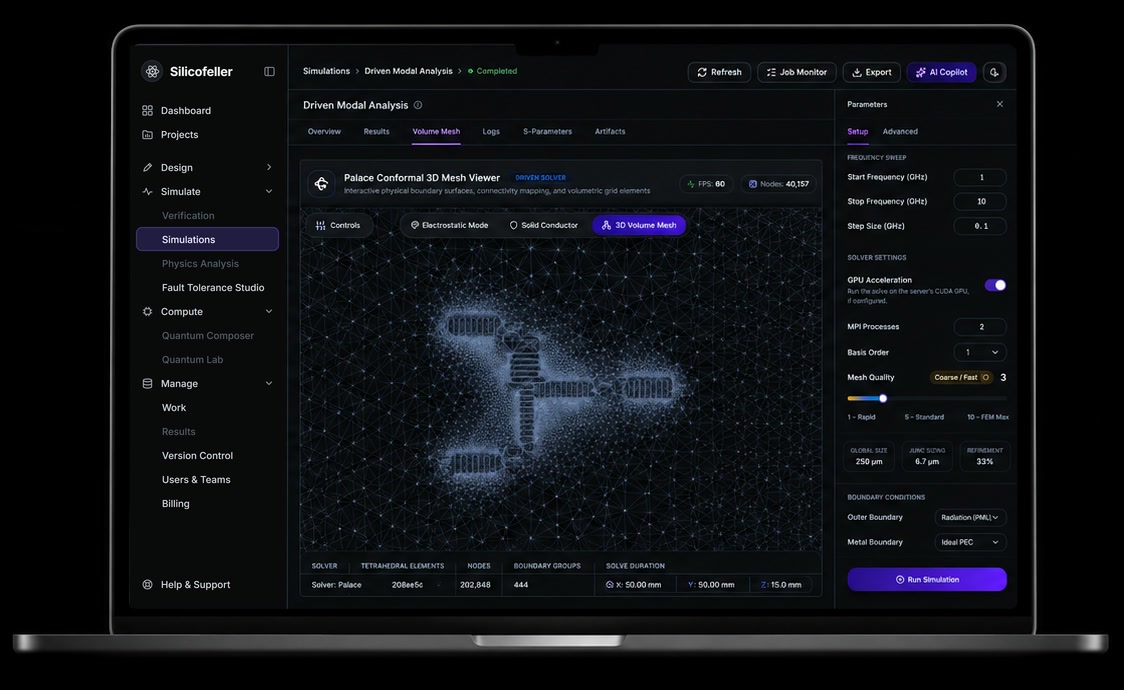 Silicofeller
Dashboard
Projects
Design
Simulate
Verification
Simulations
Physics Analysis
Fault Tolerance Studio
Compute
Quantum Composer
Quantum Lab
Manage
Work
Results
Version Control
Users & Teams
Billing
Help & Support
Simulations > Driven Modal Analysis > Completed
Refresh
Job Monitor
Export
AI Copilot
Driven Modal Analysis
Overview Results Volume Mesh Logs S-Parameters Artifacts
Palace Conformal 3D Mesh Viewer DRIVEN SOLVER
Interactive physical boundary surfaces, connectivity mapping, and volumetric grid elements
FPS: 60
Nodes: 40,157
Controls
Electrostatic Mode
Solid Conductor
3D Volume Mesh
SOLVER TETRAHEDRAL ELEMENTS NODES BOUNDARY GROUPS SOLVE DURATION
Solver: Palace 208ee5c 202,848 444 X: 50.00 mm Y: 50.00 mm Z: 15.0 mm
Parameters
Setup Advanced
FREQUENCY SWEEP
Start Frequency (GHz) 1
Stop Frequency (GHz) 10
Step Size (GHz) 0.1
SOLVER SETTINGS
GPU Acceleration
Run the solve on the server's CUDA GPU,
if configured.
MPI Processes 2
Basis Order 1
Mesh Quality Coarse / Fast 3
1 - Rapid 5 - Standard 10 - FEM Max
GLOBAL SIZE JUNC SIZING REFINEMENT
250 μm 6.7 μm 33%
BOUNDARY CONDITIONS
Outer Boundary Radiation (PML)
Metal Boundary Ideal PEC
Run Simulation